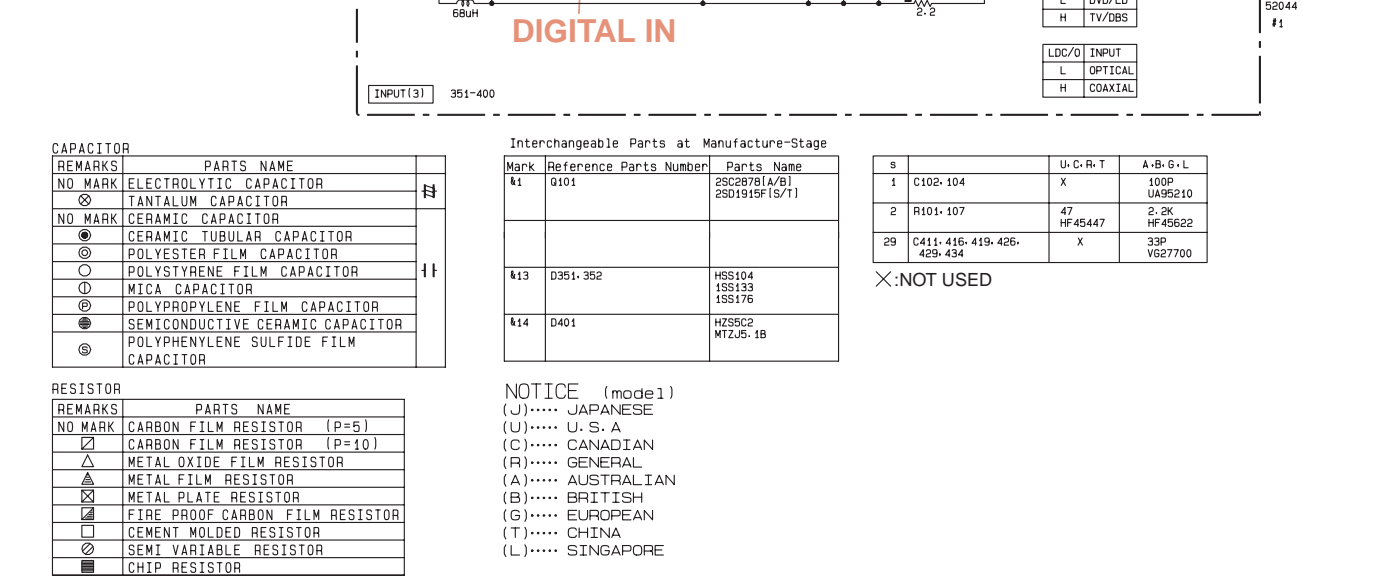 68uH
DIGITAL IN
2.2
L DVD/LD
H TV/DBS
52044
#1
LDC/O INPUT
L OPTICAL
H COAXIAL
INPUT(3) 351-400
CAPACITOR
REMARKS PARTS NAME
NO MARK ELECTROLYTIC CAPACITOR
TANTALUM CAPACITOR
NO MARK CERAMIC CAPACITOR
CERAMIC TUBULAR CAPACITOR
POLYESTER FILM CAPACITOR
POLYSTYRENE FILM CAPACITOR
MICA CAPACITOR
P POLYPROPYLENE FILM CAPACITOR
SEMICONDUCTIVE CERAMIC CAPACITOR
S POLYPHENYLENE SULFIDE FILM
CAPACITOR
RESISTOR
REMARKS PARTS NAME
NO MARK CARBON FILM RESISTOR (P=5)
CARBON FILM RESISTOR (P=10)
METAL OXIDE FILM RESISTOR
METAL FILM RESISTOR
METAL PLATE RESISTOR
FIRE PROOF CARBON FILM RESISTOR
CEMENT MOLDED RESISTOR
SEMI VARIABLE RESISTOR
CHIP RESISTOR
Interchangeable Parts at Manufacture-Stage
Mark Reference Parts Number Parts Name
&1 Q101 2SC2878[A/B]
2SD1915F[S/T]
&13 D351,352 HSS104
1SS133
1SS176
&14 D401 HZS5C2
MTZJ5.1B
NOTICE (model)
(J)..... JAPANESE
(U)..... U.S.A
(C)..... CANADIAN
(R)..... GENERAL
(A)..... AUSTRALIAN
(B)..... BRITISH
(G)..... EUROPEAN
(T)..... CHINA
(L)..... SINGAPORE
s U,C,R,T A,B,G,L
1 C102,104 X 100P
UA95210
2 R101,107 47 2.2K
HF45447 HF45622
29 C411,416,419,426, X 33P
429,434 VG27700
X:NOT USED